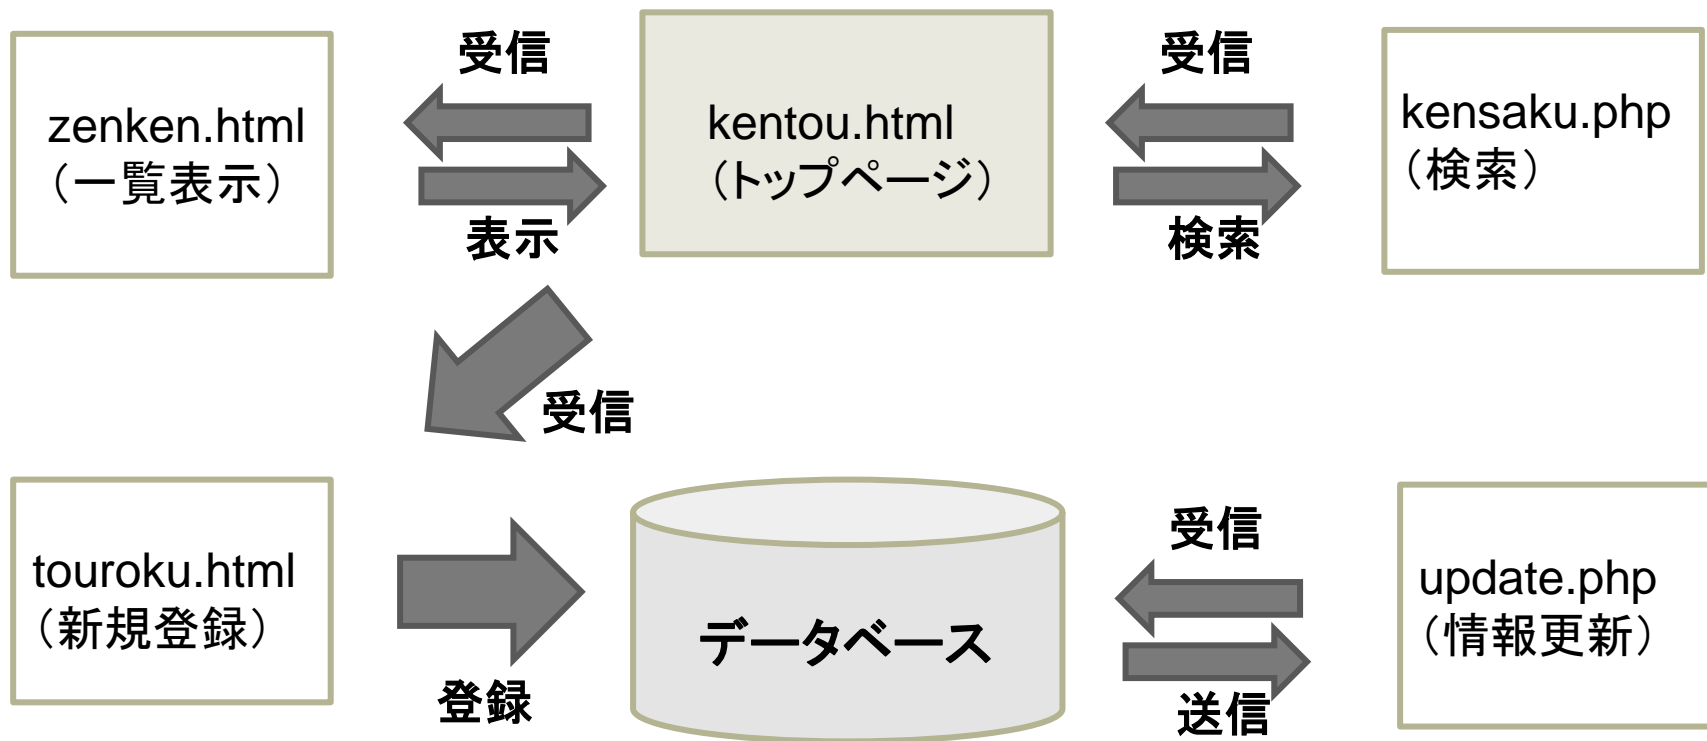 受信
受信
zenken.html
（一覧表示）
kentou.html
（トップページ）
kensaku.php
（検索）
表示
検索
受信
touroku.html
（新規登録）
登録
データベース
受信
送信
update.php
（情報更新）